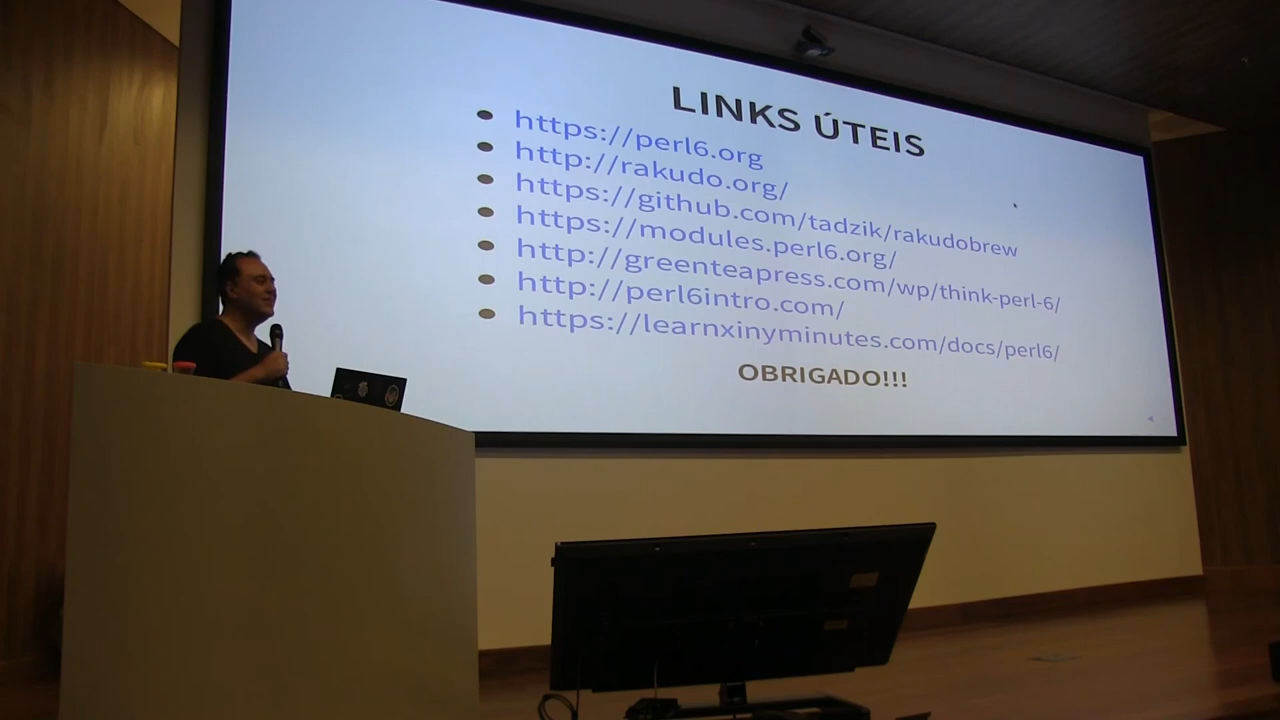 LINKS ÚTEIS
https://perl6.org
http://rakudo.org/
https://github.com/tadzik/rakudobrew
https://modules.perl6.org/
http://greenteapress.com/wp/think-perl-6/
http://perl6intro.com/
https://learnxinyminutes.com/docs/perl6/
OBRIGADO!!!